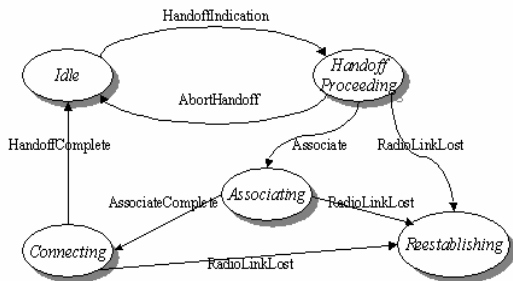 HandoffIndication
Idle
Handoff
Proceeding
AbortHandoff
HandoffComplete
Associate
RadioLinkLost
AssociateComplete
Associating
RadioLinkLost
Connecting
Reestablishing
RadioLinkLost